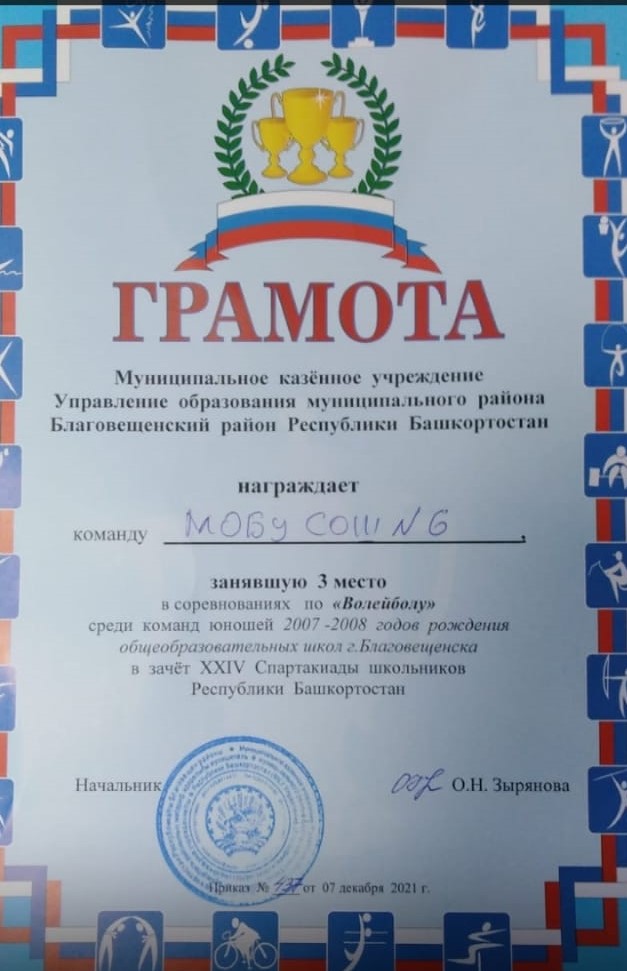 ГРАМОТА
Муниципальное казённое учреждение
Управление образования муниципального района
Благовещенский район Республики Башкортостан
награждает
команду МОБУ СОШ N 6 ,
занявшую 3 место
в соревнованиях по «Волейболу»
среди команд юношей 2007 -2008 годов рождения
общеобразовательных школ г.Благовещенска
в зачёт XXIV Спартакиады школьников
Республики Башкортостан
Начальник О.Н. Зырянова
Приказ № от 07 декабря 2021 г.